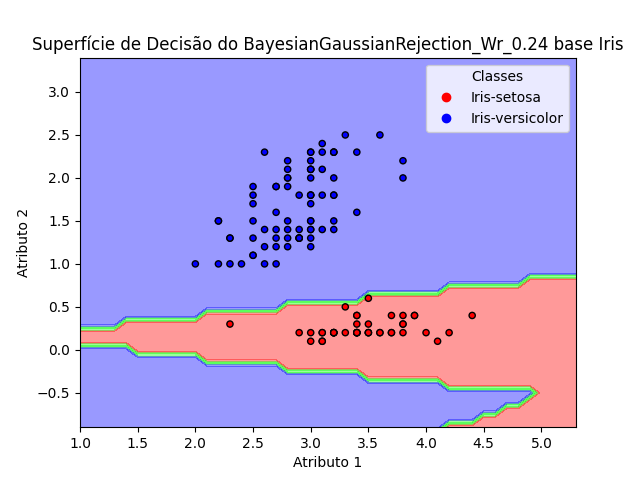 Superfície de Decisão do BayesianGaussianRejection_Wr_0.24 base Iris
Classes
Iris-setosa
Iris-versicolor
3.0
2.5
2.0
1.5
1.0
0.5
0.0
−0.5
Atributo 2
1.0 1.5 2.0 2.5 3.0 3.5 4.0 4.5 5.0
Atributo 1